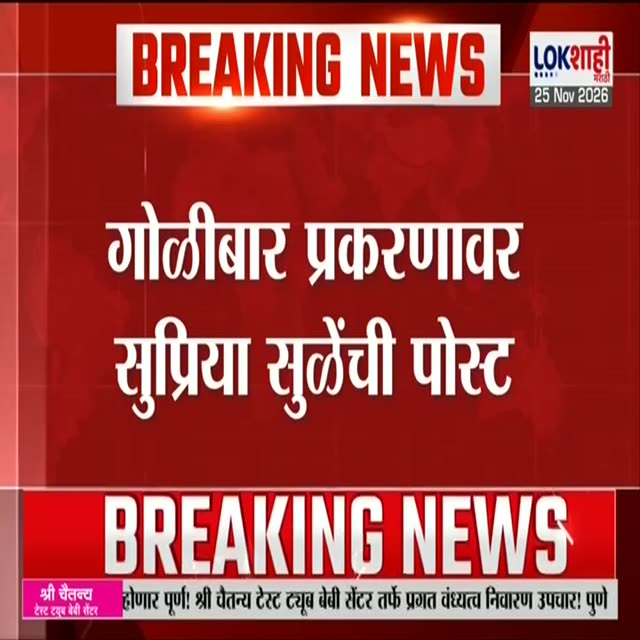 BREAKING NEWS
LOKशाही
मराठी
25 Nov 2026
गोळीबार प्रकरणावर
सुप्रिया सुळेंची पोस्ट
BREAKING NEWS
श्री चैतन्य
टेस्ट ट्यूब बेबी सेंटर
होणार पूर्ण! श्री चैतन्य टेस्ट ट्यूब बेबी सेंटर तर्फे प्रगत वंध्यत्व निवारण उपचार! पुणे